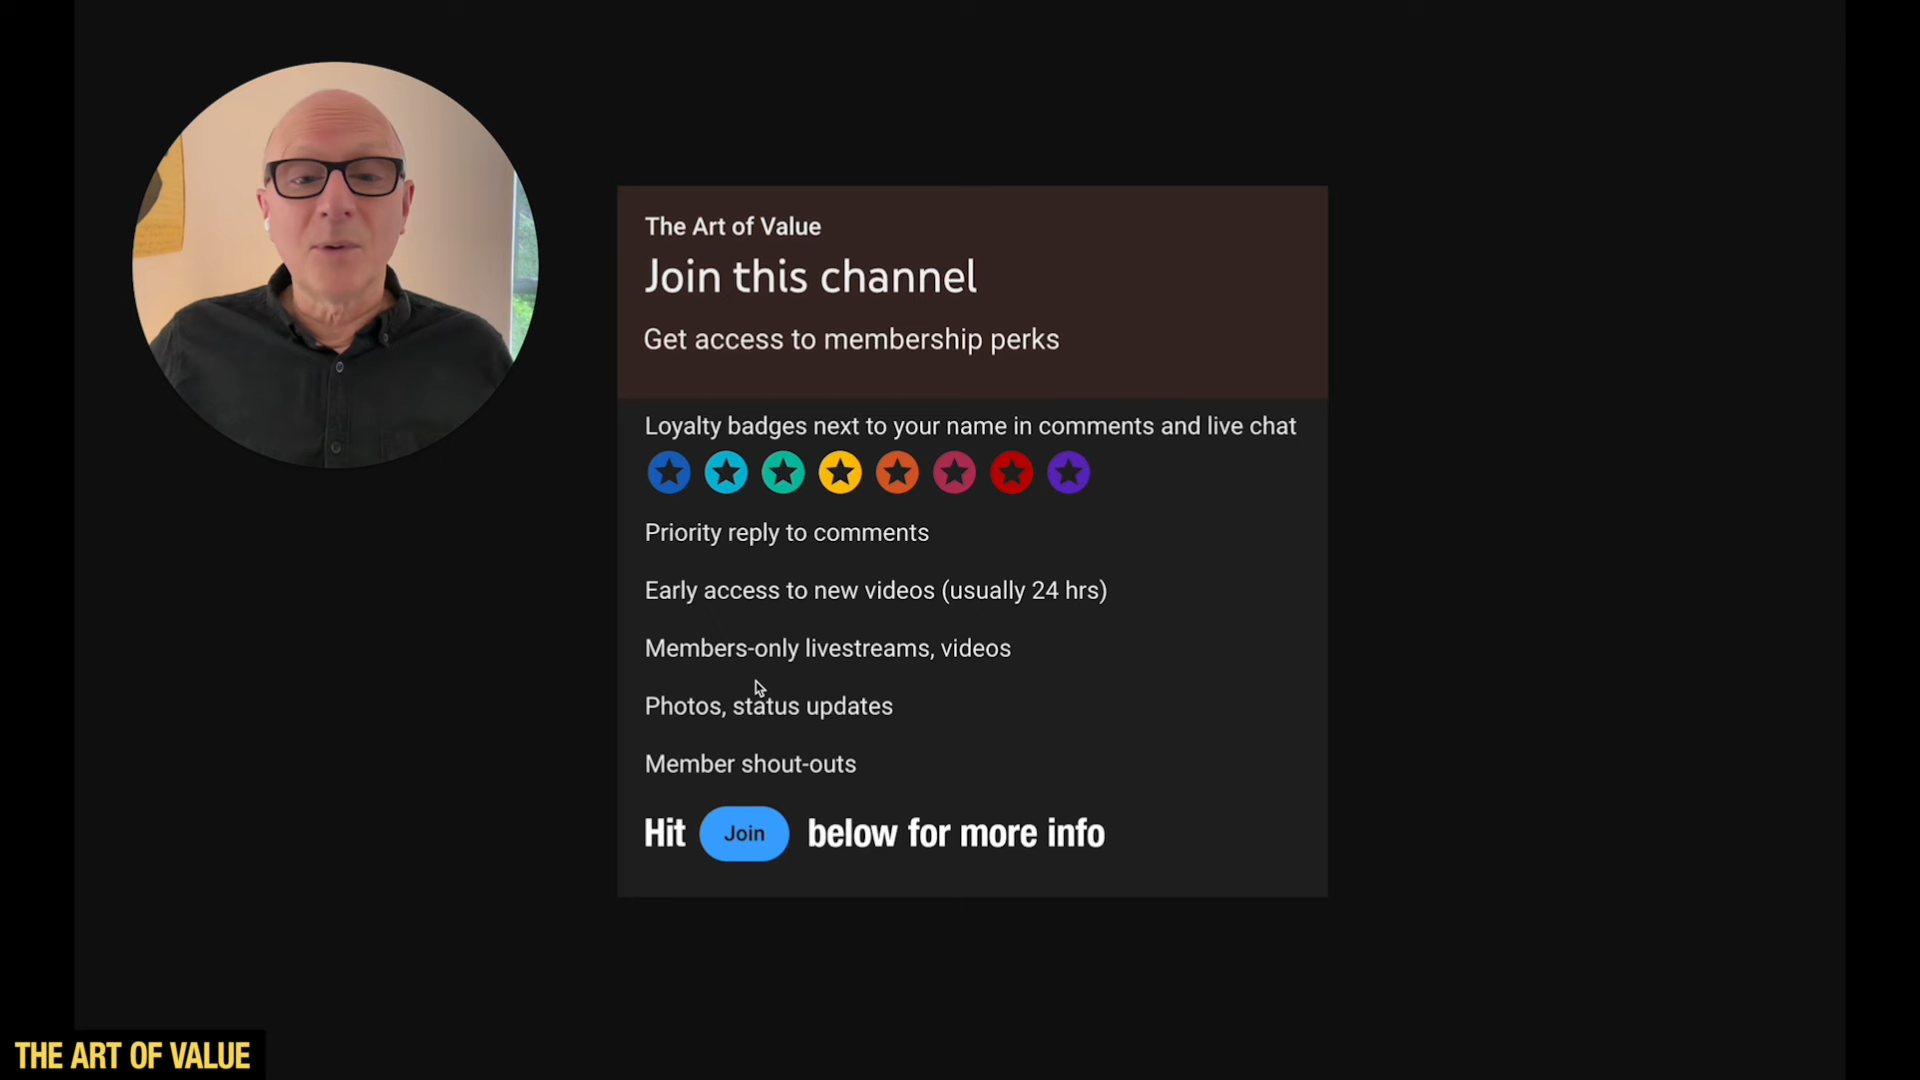 The Art of Value
Join this channel
Get access to membership perks
Loyalty badges next to your name in comments and live chat
Priority reply to comments
Early access to new videos (usually 24 hrs)
Members-only livestreams, videos
Photos, status updates
Member shout-outs
Hit Join below for more info
THE ART OF VALUE